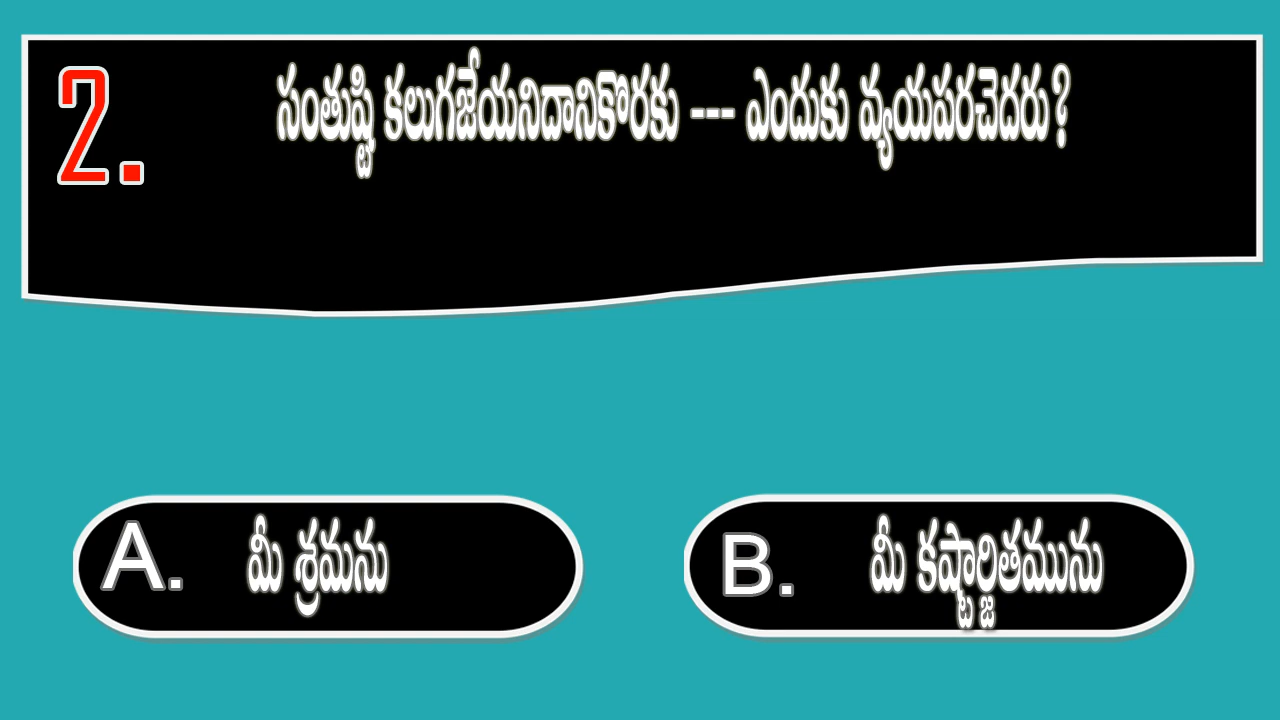 2. సంతుష్టి కలుగజేయనిదానికొరకు --- ఎందుకు వ్యయపరచెదరు?
A. మీ శ్రమను
B. మీ కష్టార్జితమును